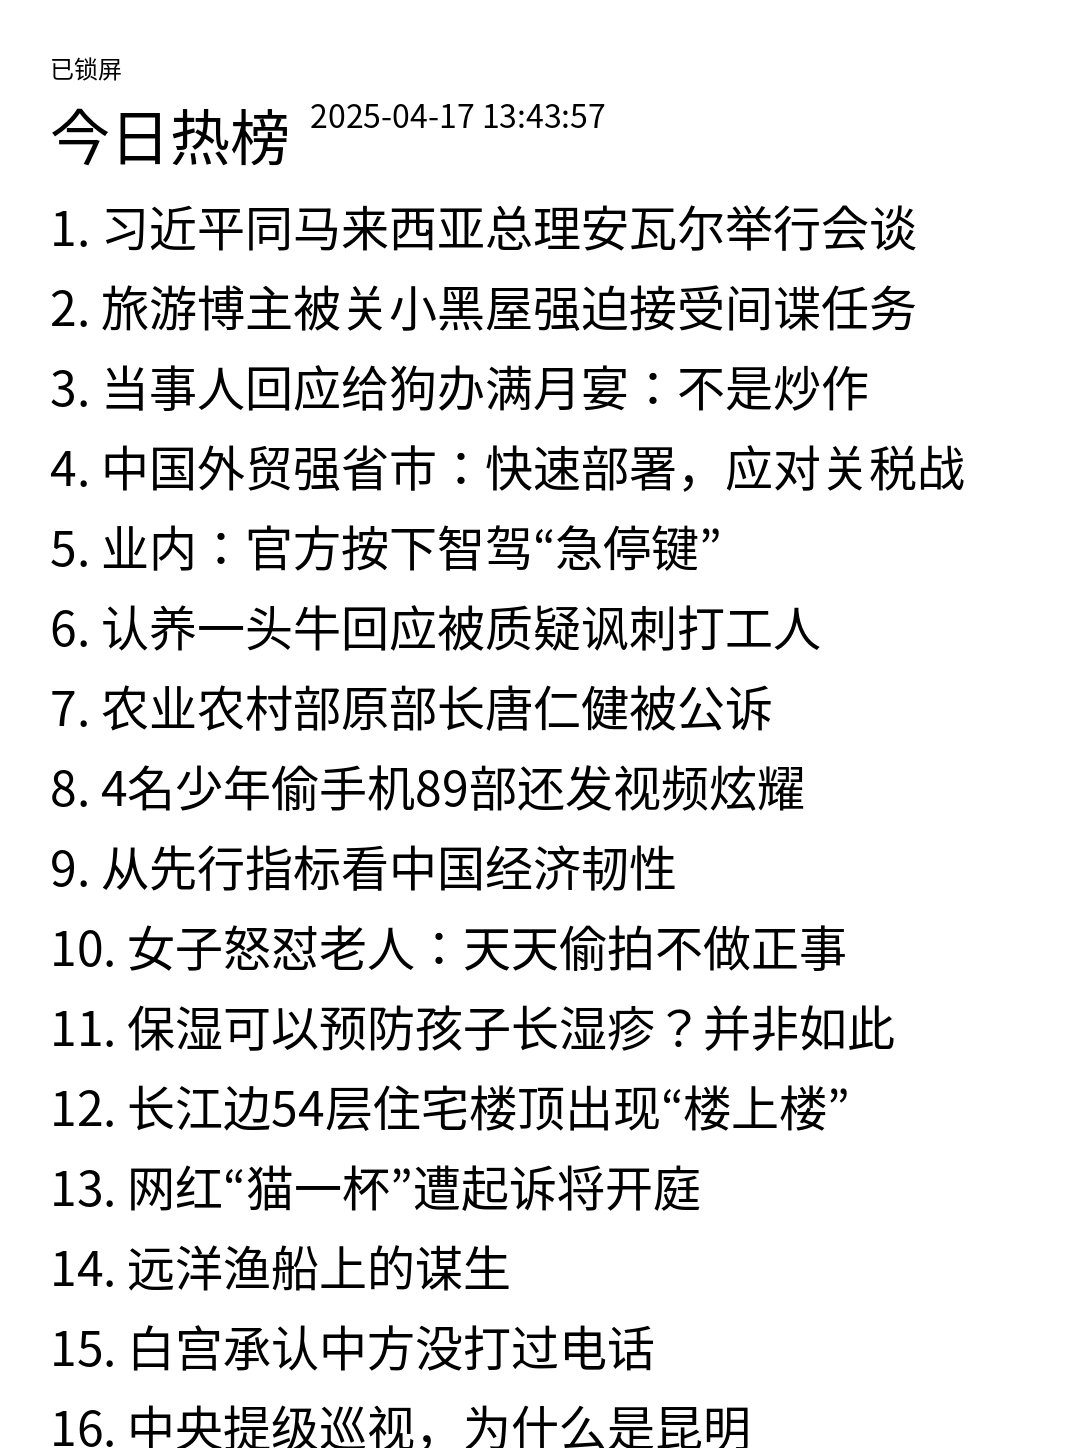 已锁屏
今日热榜 2025-04-17 13:43:57
1. 习近平同马来西亚总理安瓦尔举行会谈
2. 旅游博主被关小黑屋强迫接受间谍任务
3. 当事人回应给狗办满月宴：不是炒作
4. 中国外贸强省市：快速部署，应对关税战
5. 业内：官方按下智驾“急停键”
6. 认养一头牛回应被质疑讽刺打工人
7. 农业农村部原部长唐仁健被公诉
8. 4名少年偷手机89部还发视频炫耀
9. 从先行指标看中国经济韧性
10. 女子怒怼老人：天天偷拍不做正事
11. 保湿可以预防孩子长湿疹？并非如此
12. 长江边54层住宅楼顶出现“楼上楼”
13. 网红“猫一杯”遭起诉将开庭
14. 远洋渔船上的谋生
15. 白宫承认中方没打过电话
16. 中央提级巡视，为什么是昆明